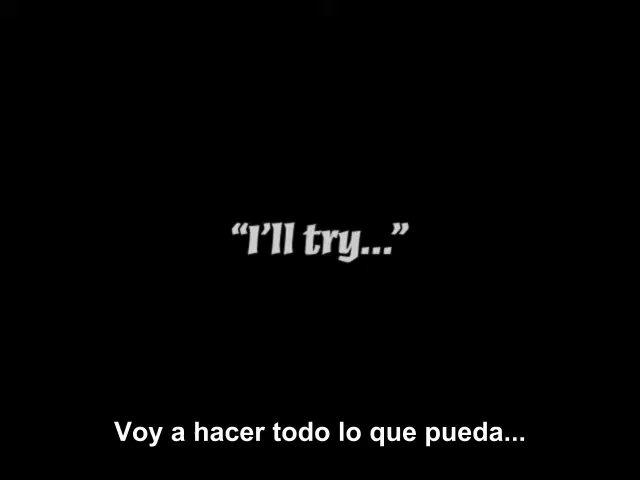 “I’ll try...”
Voy a hacer todo lo que pueda...